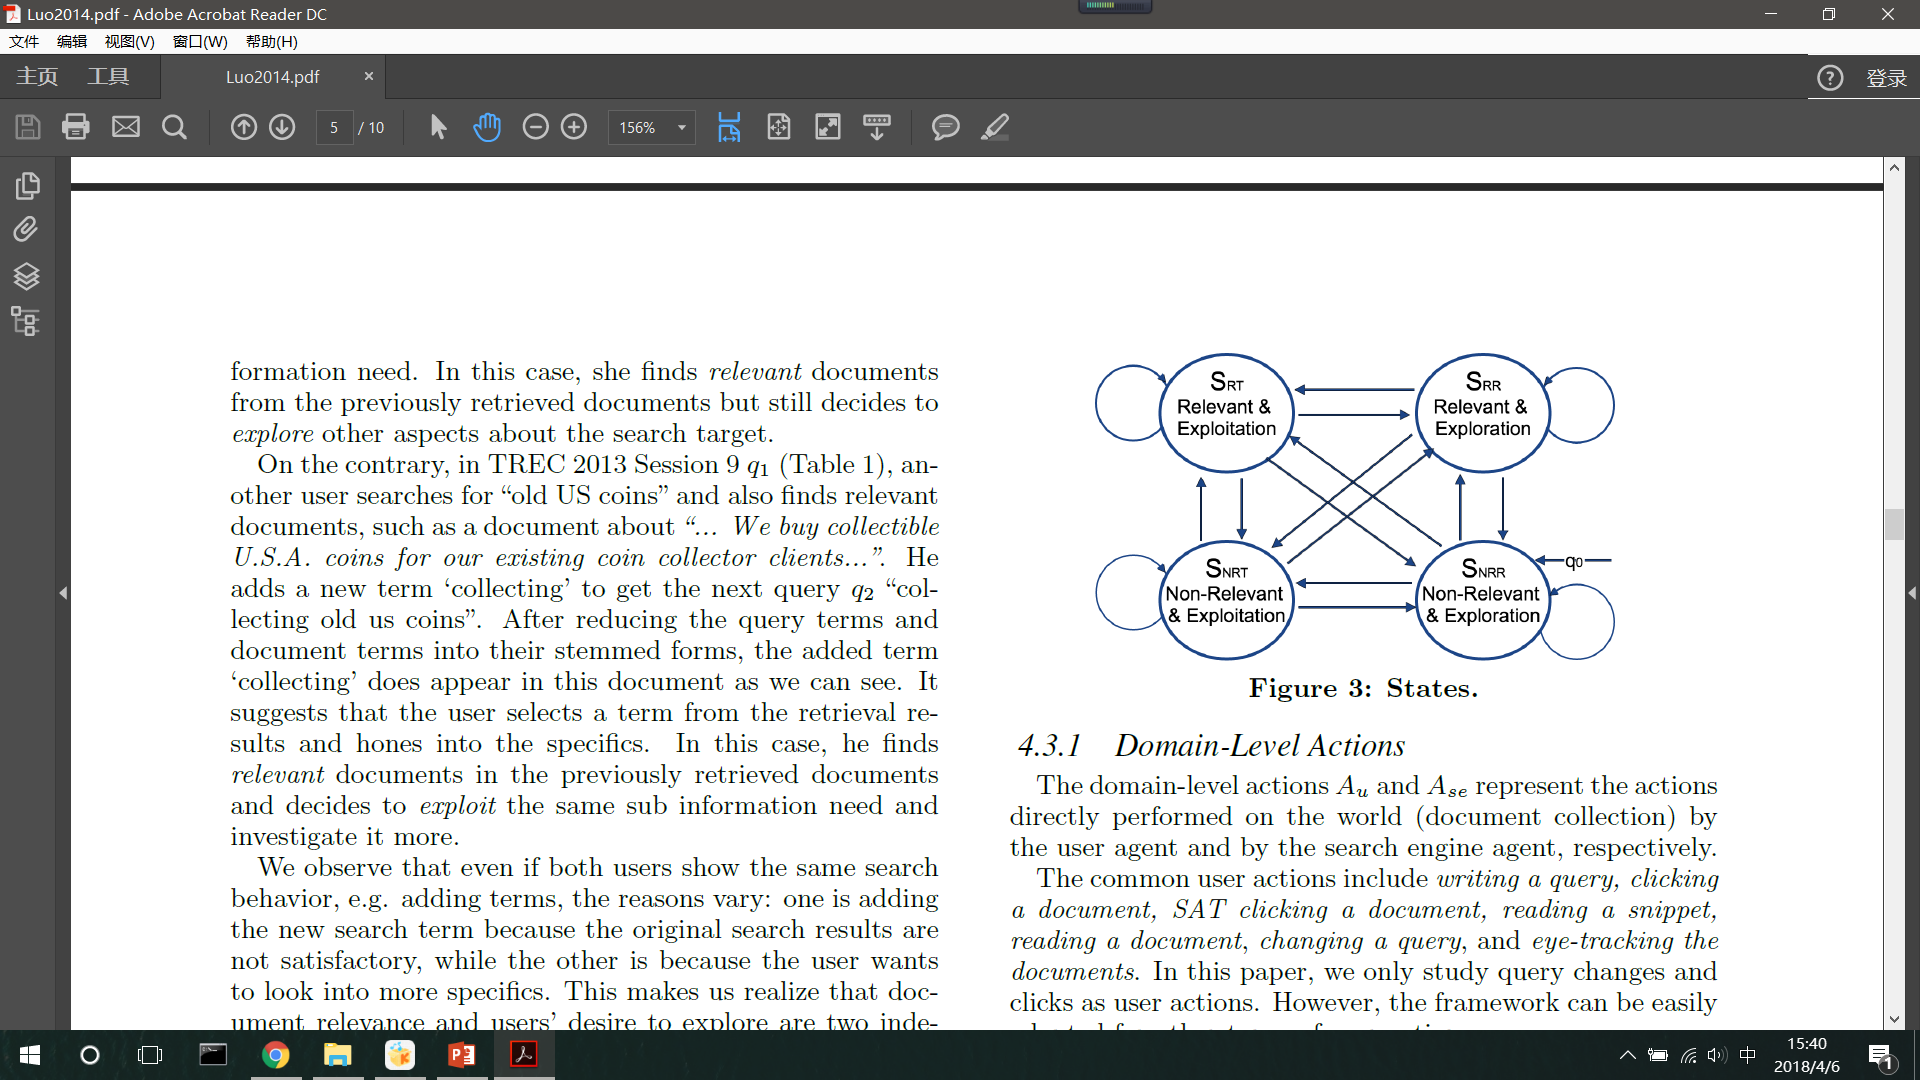 Luo2014.pdf - Adobe Acrobat Reader DC
文件 编辑 视图(V) 窗口(W) 帮助(H)
主页 工具 Luo2014.pdf × ? 登录
5 / 10 156%
formation need. In this case, she finds relevant documents
from the previously retrieved documents but still decides to
explore other aspects about the search target.
On the contrary, in TREC 2013 Session 9 q1 (Table 1), an-
other user searches for “old US coins” and also finds relevant
documents, such as a document about “... We buy collectible
U.S.A. coins for our existing coin collector clients...”. He
adds a new term ‘collecting’ to get the next query q2 “col-
lecting old us coins”. After reducing the query terms and
document terms into their stemmed forms, the added term
‘collecting’ does appear in this document as we can see. It
suggests that the user selects a term from the retrieval re-
sults and hones into the specifics. In this case, he finds
relevant documents in the previously retrieved documents
and decides to exploit the same sub information need and
investigate it more.
We observe that even if both users show the same search
behavior, e.g. adding terms, the reasons vary: one is adding
the new search term because the original search results are
not satisfactory, while the other is because the user wants
to look into more specifics. This makes us realize that doc-
ument relevance and users’ desire to explore are two inde-
SRT
Relevant &
Exploitation
SRR
Relevant &
Exploration
SNRT
Non-Relevant
& Exploitation
SNRR
Non-Relevant
& Exploration
q0
Figure 3: States.
4.3.1 Domain-Level Actions
The domain-level actions Au and Ase represent the actions
directly performed on the world (document collection) by
the user agent and by the search engine agent, respectively.
The common user actions include writing a query, clicking
a document, SAT clicking a document, reading a snippet,
reading a document, changing a query, and eye-tracking the
documents. In this paper, we only study query changes and
clicks as user actions. However, the framework can be easily
中
15:40
2018/4/6
1